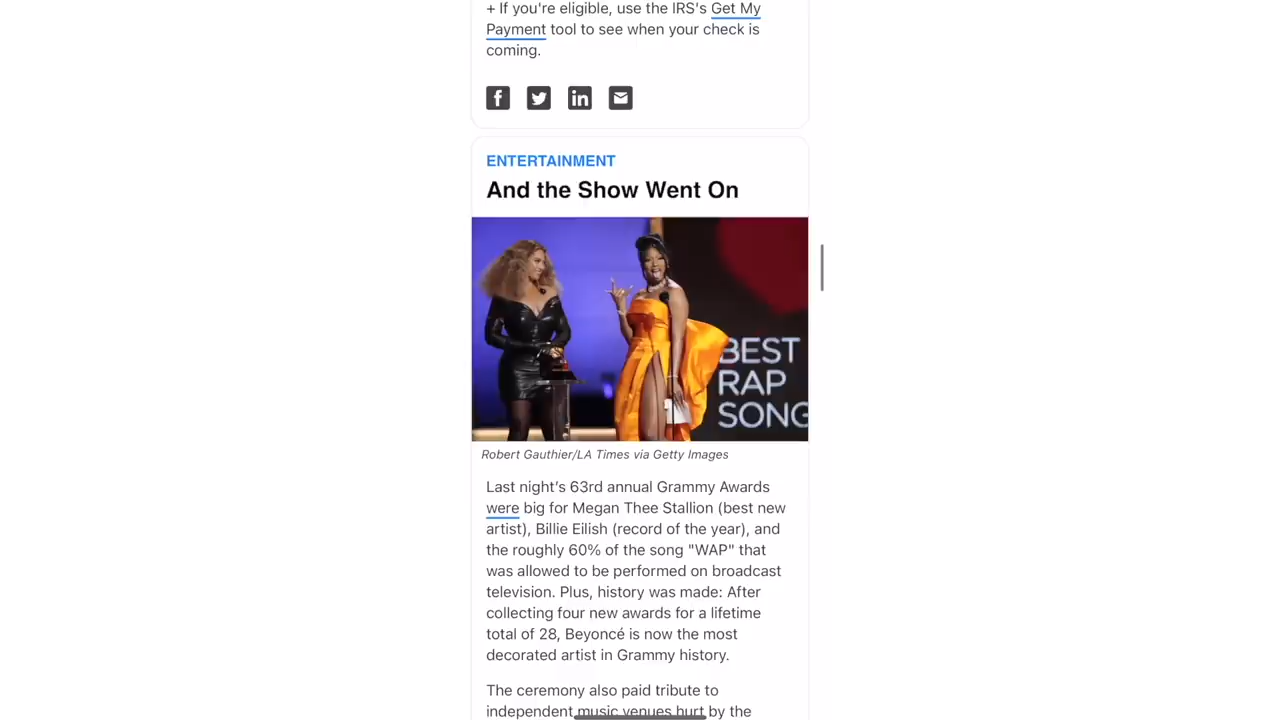 + If you're eligible, use the IRS's Get My
Payment tool to see when your check is
coming.
ENTERTAINMENT
And the Show Went On
BEST
RAP
SONG
Robert Gauthier/LA Times via Getty Images
Last night's 63rd annual Grammy Awards
were big for Megan Thee Stallion (best new
artist), Billie Eilish (record of the year), and
the roughly 60% of the song "WAP" that
was allowed to be performed on broadcast
television. Plus, history was made: After
collecting four new awards for a lifetime
total of 28, Beyoncé is now the most
decorated artist in Grammy history.
The ceremony also paid tribute to
independent music venues hurt by the